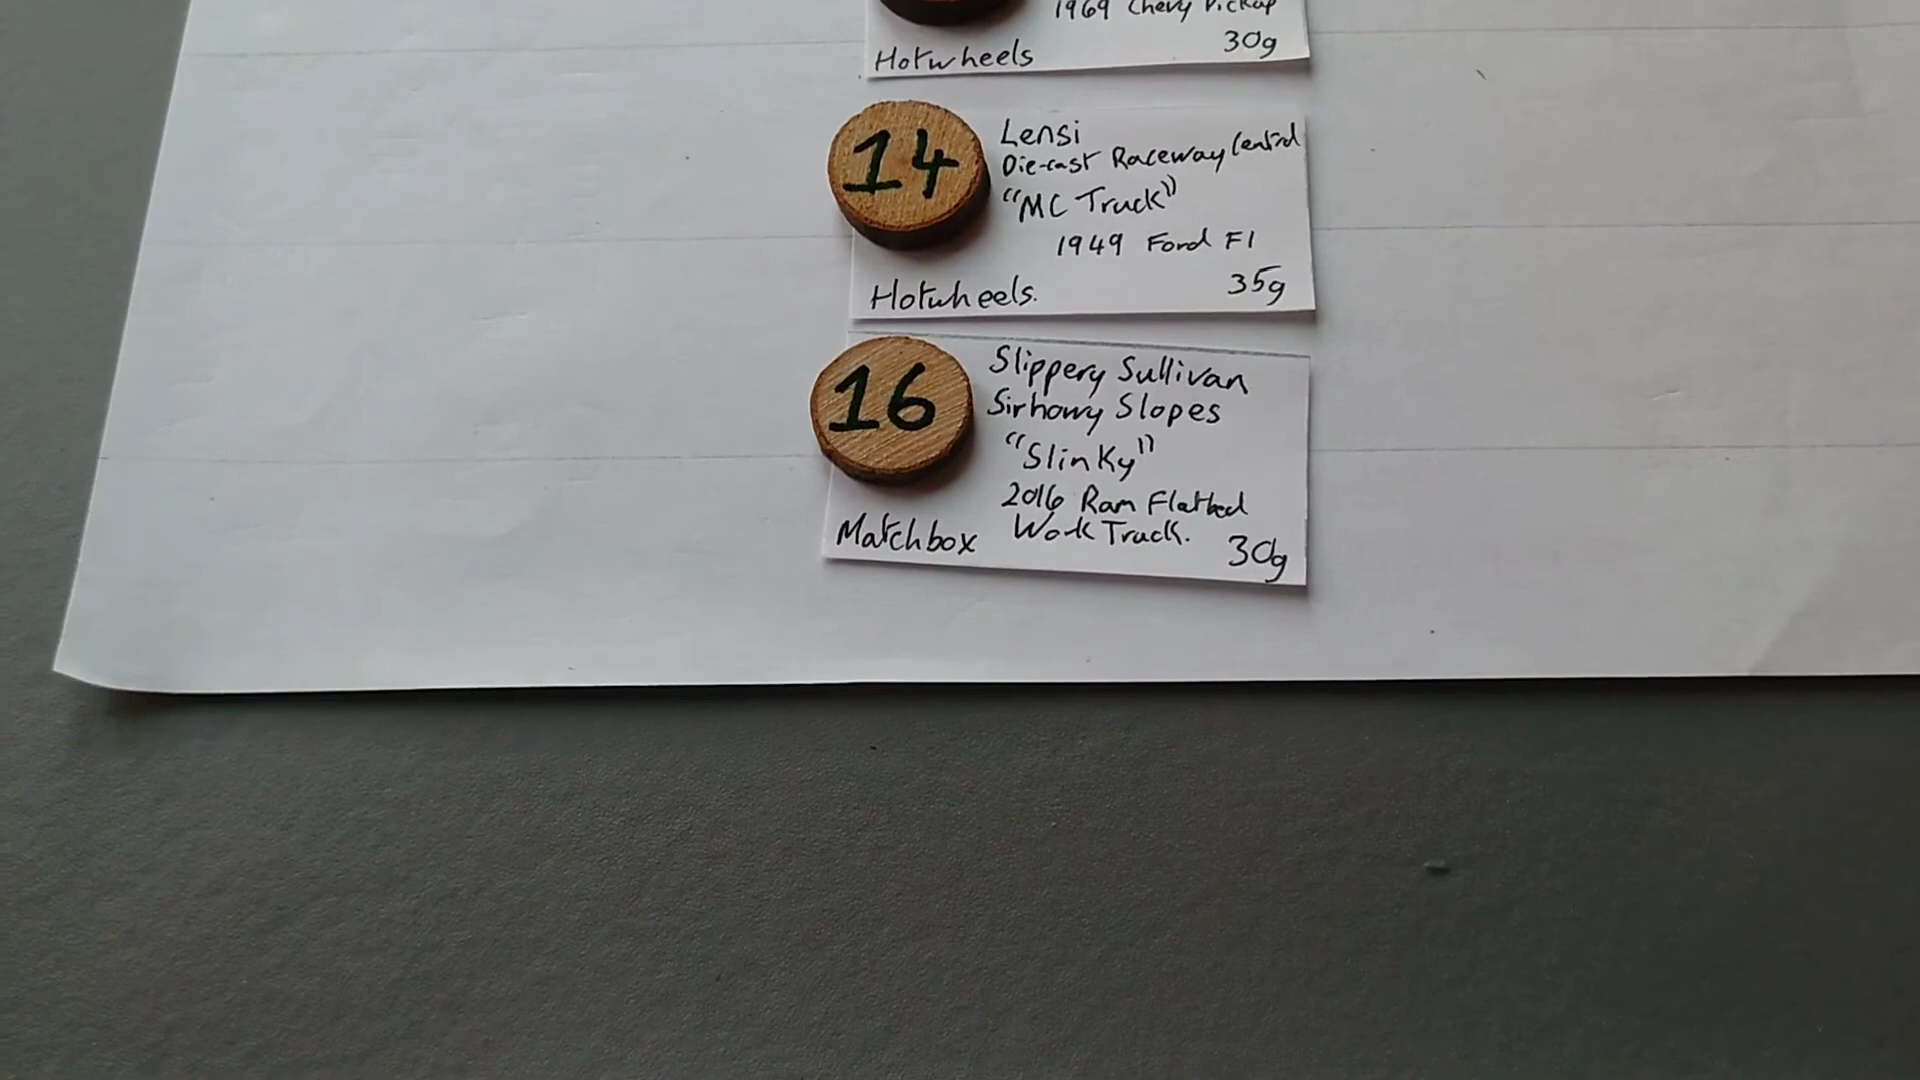 1969 Chevy Pickup
30g
Hotwheels
14
Lensi
Die-cast Raceway Central
"MC Truck"
1949 Ford F1
35g
Hotwheels.
16
Slippery Sullivan
Sirhowy Slopes
"Slinky"
2016 Ram Flatbed
Work Truck.
30g
Matchbox